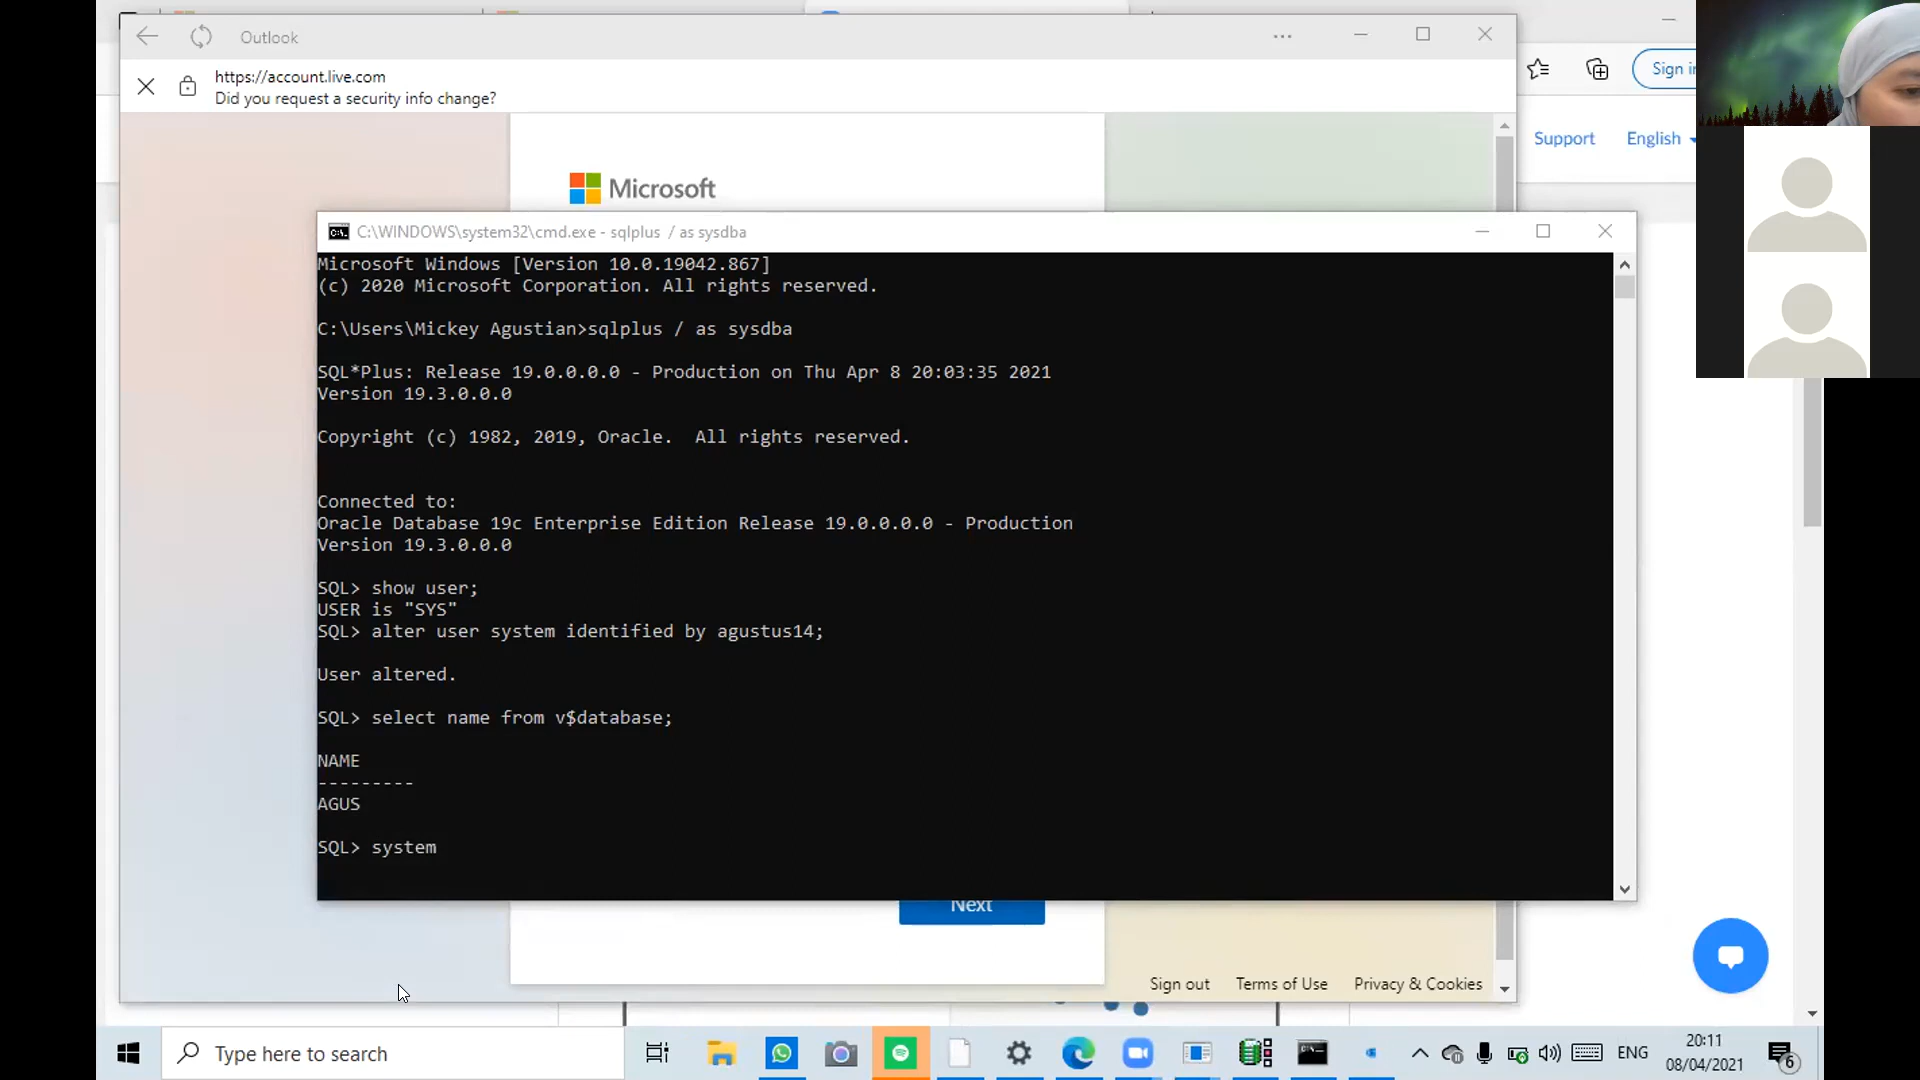 Outlook
https://account.live.com
Did you request a security info change?
Sign in
Support
English
Microsoft
C:\WINDOWS\system32\cmd.exe - sqlplus / as sysdba
Microsoft Windows [Version 10.0.19042.867]
(c) 2020 Microsoft Corporation. All rights reserved.
C:\Users\Mickey Agustian>sqlplus / as sysdba
SQL*Plus: Release 19.0.0.0.0 - Production on Thu Apr 8 20:03:35 2021
Version 19.3.0.0.0
Copyright (c) 1982, 2019, Oracle.  All rights reserved.
Connected to:
Oracle Database 19c Enterprise Edition Release 19.0.0.0.0 - Production
Version 19.3.0.0.0
SQL> show user;
USER is "SYS"
SQL> alter user system identified by agustus14;
User altered.
SQL> select name from v$database;
NAME
---------
AGUS
SQL> system
Next
Sign out
Terms of Use
Privacy & Cookies
Type here to search
ENG
20:11
08/04/2021
6